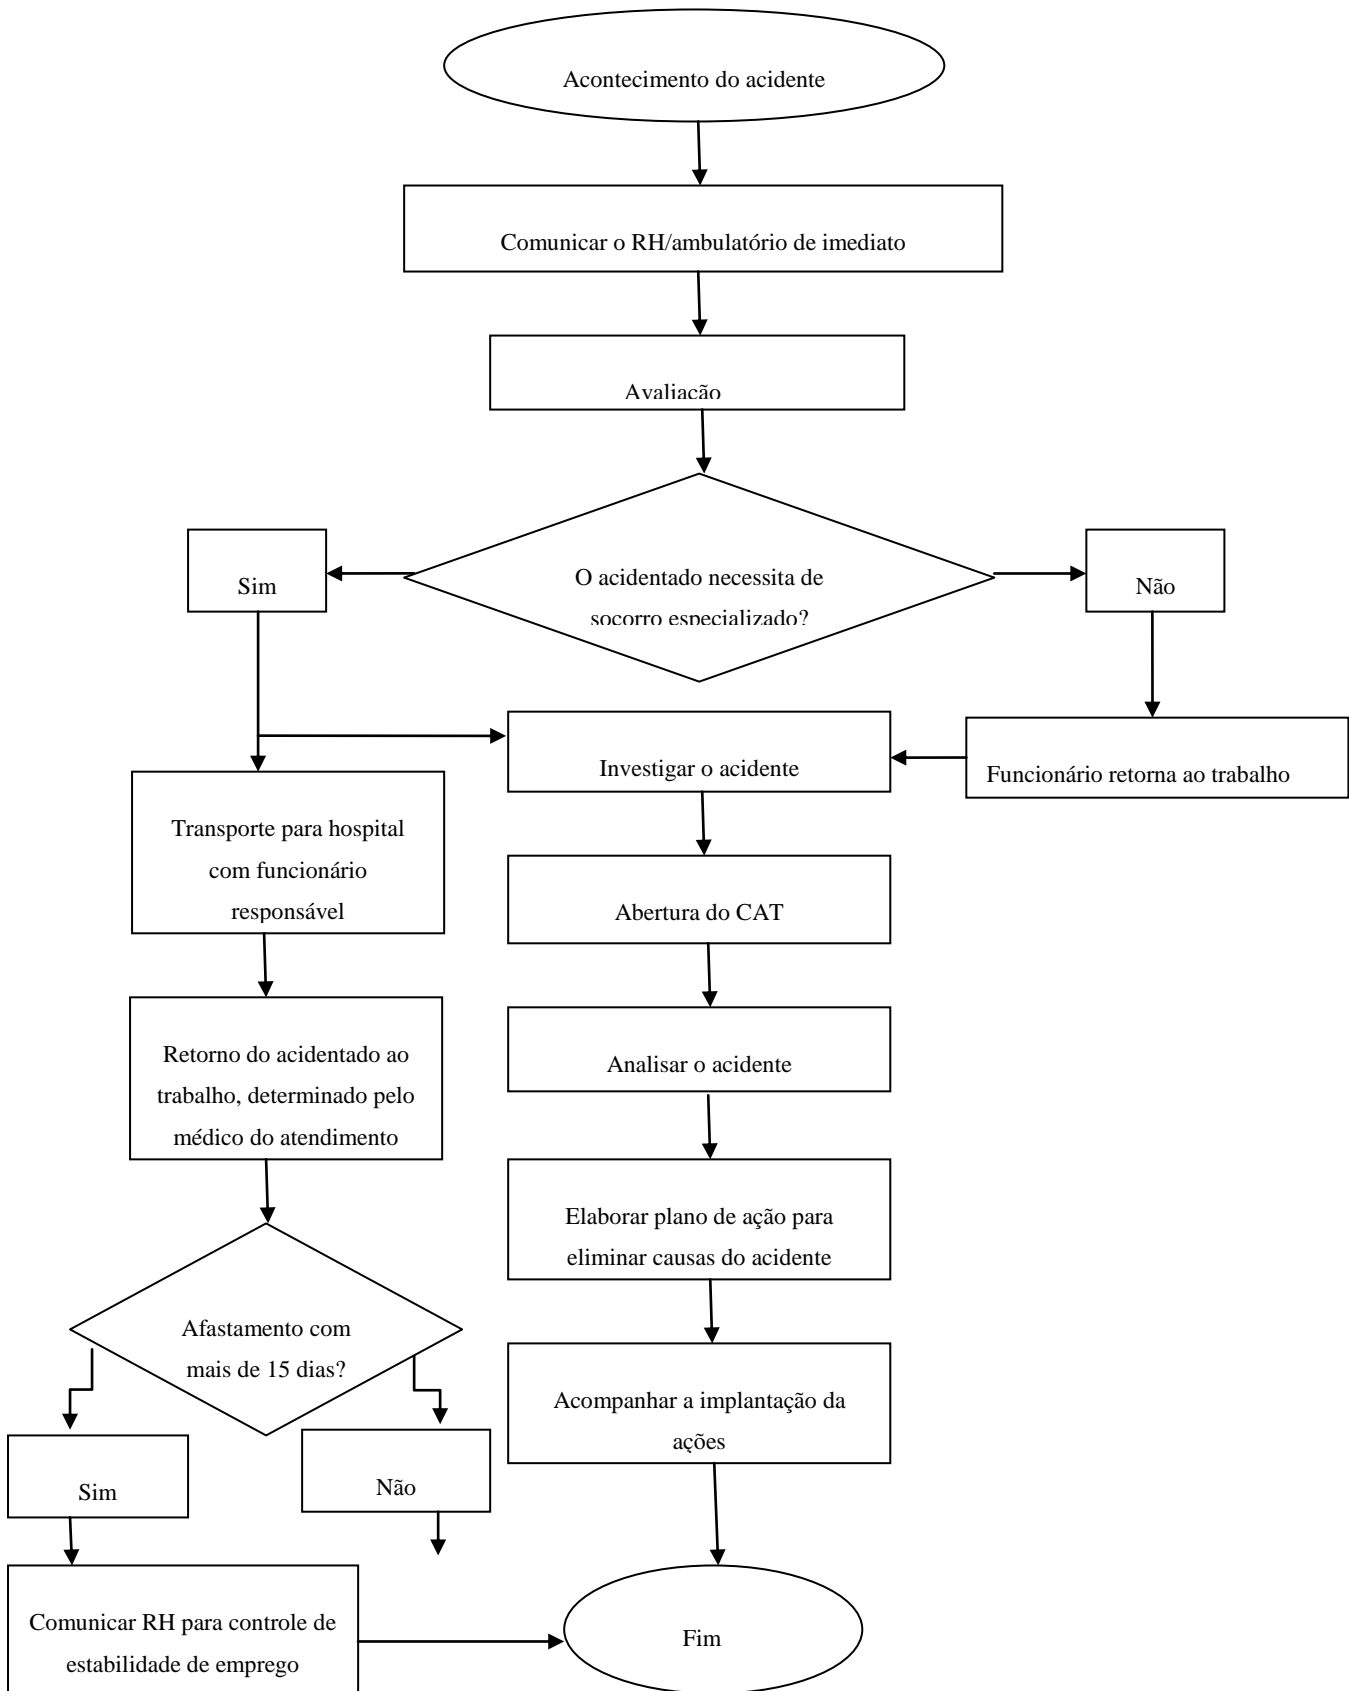 Acontecimento do acidente
Comunicar o RH/ambulatório de imediato
Avaliação
O acidentado necessita de
socorro especializado?
Sim
Não
Investigar o acidente
Funcionário retorna ao trabalho
Transporte para hospital
com funcionário
responsável
Abertura do CAT
Retorno do acidentado ao
trabalho, determinado pelo
médico do atendimento
Analisar o acidente
Elaborar plano de ação para
eliminar causas do acidente
Afastamento com
mais de 15 dias?
Acompanhar a implantação da
ações
Sim
Não
Comunicar RH para controle de
estabilidade de emprego
Fim